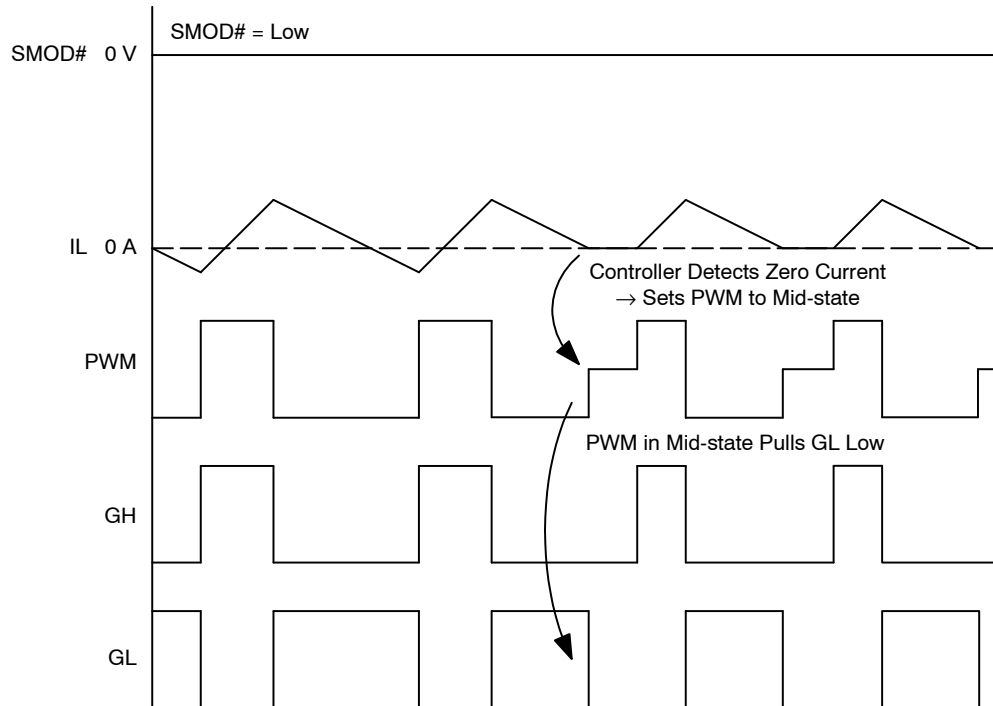 SMOD# = Low
SMOD# 0 V
IL 0 A
Controller Detects Zero Current
→ Sets PWM to Mid-state
PWM
PWM in Mid-state Pulls GL Low
GH
GL